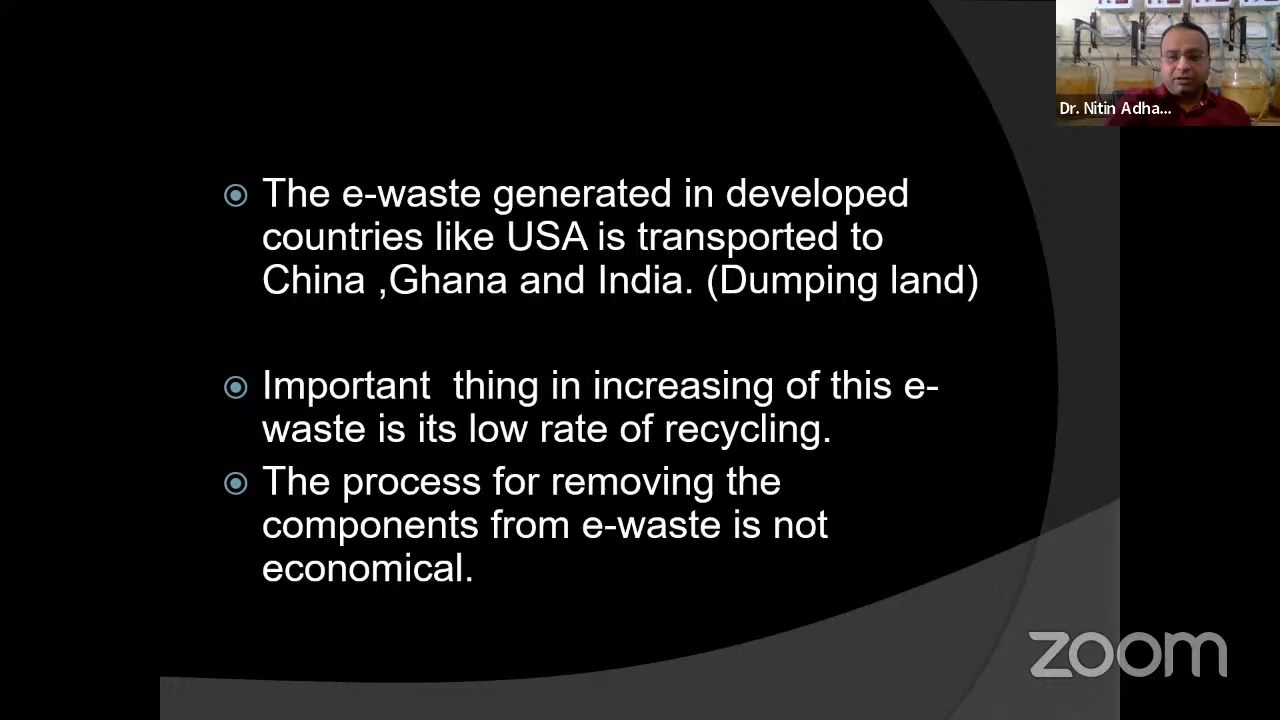 The e-waste generated in developed
countries like USA is transported to
China ,Ghana and India. (Dumping land)
Important  thing in increasing of this e-
waste is its low rate of recycling.
The process for removing the
components from e-waste is not
economical.
Dr. Nitin Adha...
zoom